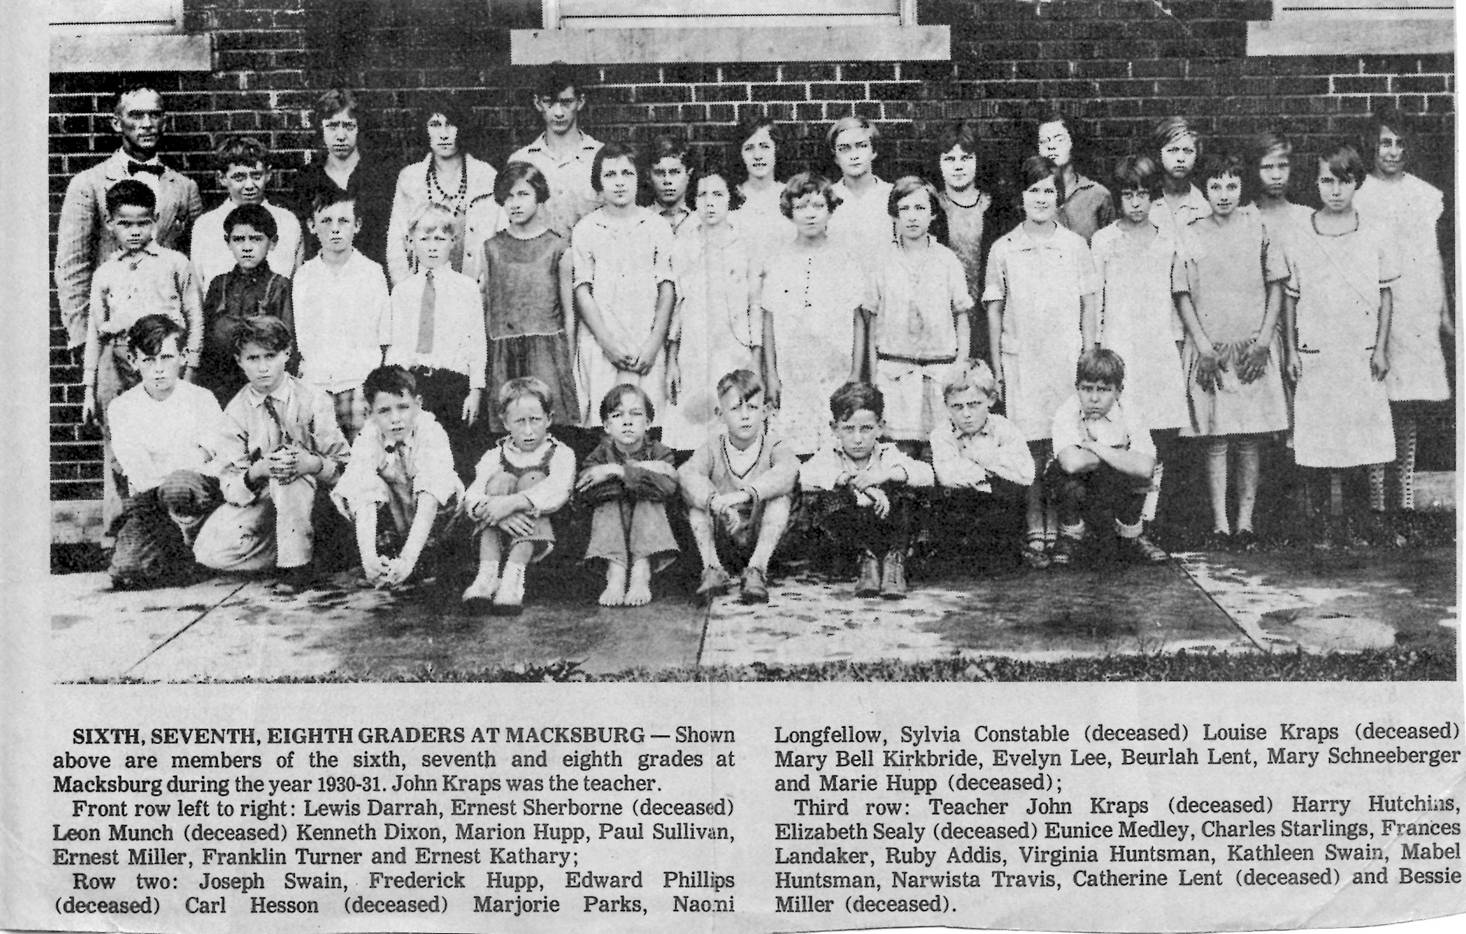 SIXTH, SEVENTH, EIGHTH GRADERS AT MACKSBURG — Shown
above are members of the sixth, seventh and eighth grades at
Macksburg during the year 1930-31. John Kraps was the teacher.
Front row left to right: Lewis Darrah, Ernest Sherborne (deceased)
Leon Munch (deceased) Kenneth Dixon, Marion Hupp, Paul Sullivan,
Ernest Miller, Franklin Turner and Ernest Kathary;
Row two: Joseph Swain, Frederick Hupp, Edward Phillips
(deceased) Carl Hesson (deceased) Marjorie Parks, Naomi
Longfellow, Sylvia Constable (deceased) Louise Kraps (deceased)
Mary Bell Kirkbride, Evelyn Lee, Beurlah Lent, Mary Schneeberger
and Marie Hupp (deceased);
Third row: Teacher John Kraps (deceased) Harry Hutchins,
Elizabeth Sealy (deceased) Eunice Medley, Charles Starlings, Frances
Landaker, Ruby Addis, Virginia Huntsman, Kathleen Swain, Mabel
Huntsman, Narwista Travis, Catherine Lent (deceased) and Bessie
Miller (deceased).